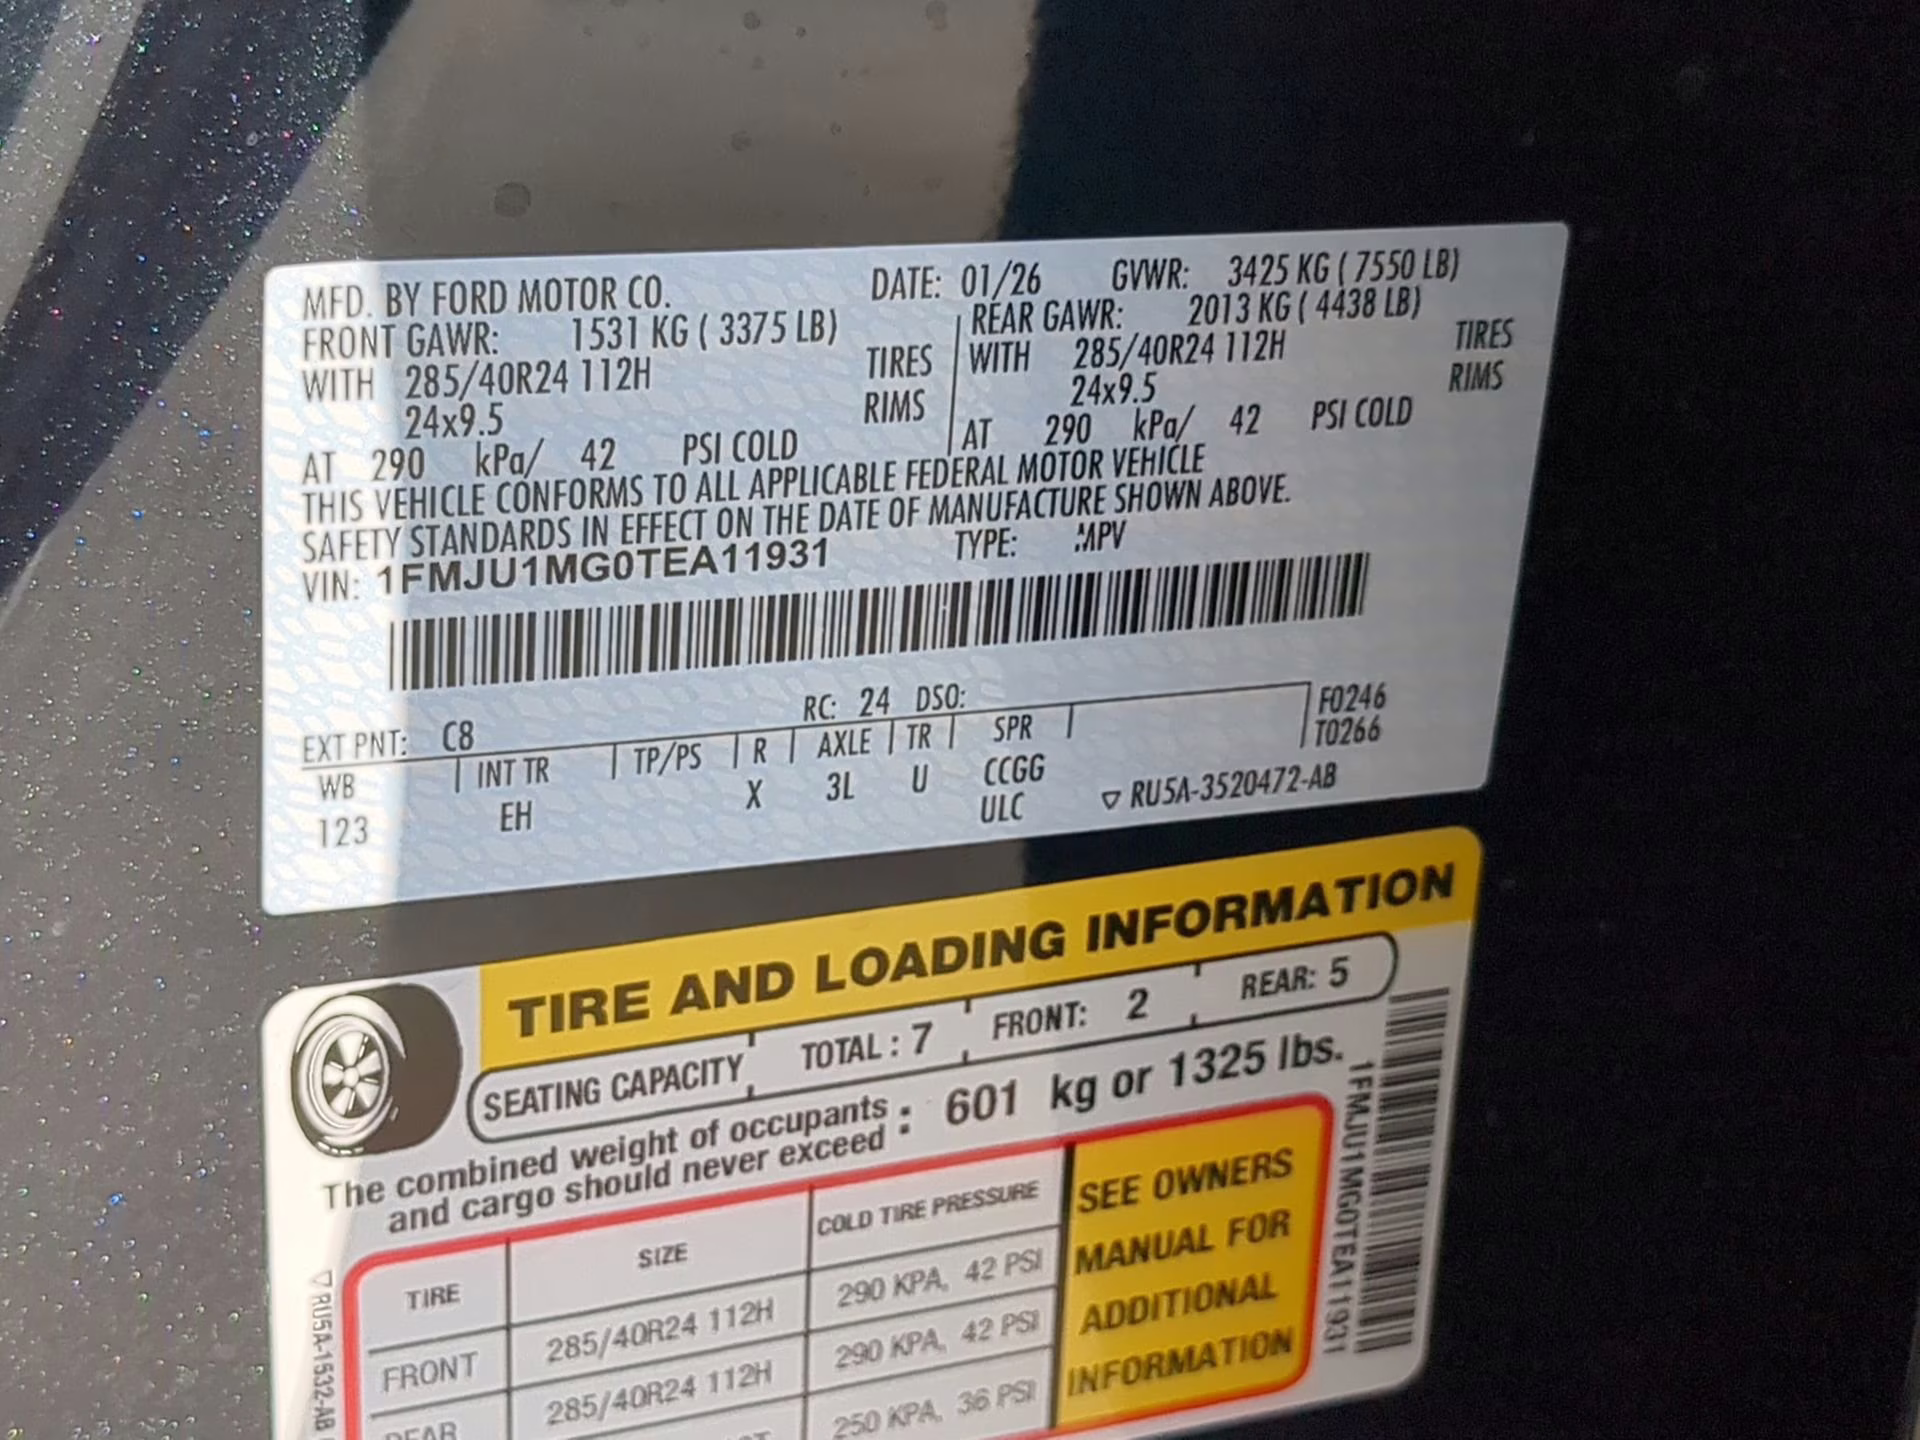 MFD. BY FORD MOTOR CO. DATE: 01/26 GVWR: 3425 KG ( 7550 LB)
FRONT GAWR: 1531 KG ( 3375 LB) REAR GAWR: 2013 KG ( 4438 LB)
WITH 285/40R24 112H TIRES WITH 285/40R24 112H TIRES
24x9.5 RIMS 24x9.5 RIMS
AT 290 kPa/ 42 PSI COLD AT 290 kPa/ 42 PSI COLD
THIS VEHICLE CONFORMS TO ALL APPLICABLE FEDERAL MOTOR VEHICLE
SAFETY STANDARDS IN EFFECT ON THE DATE OF MANUFACTURE SHOWN ABOVE.
VIN: 1FMJU1MG0TEA11931 TYPE: MPV
EXT PNT: C8 RC: 24 DSO: F0246
WB INT TR TP/PS R AXLE TR SPR T0266
123 EH X 3L U CCGG
ULC ▽ RU5A-3520472-AB
TIRE AND LOADING INFORMATION
SEATING CAPACITY TOTAL : 7 FRONT: 2 REAR: 5
The combined weight of occupants
and cargo should never exceed : 601 kg or 1325 lbs.
TIRE SIZE COLD TIRE PRESSURE
FRONT 285/40R24 112H 290 KPA, 42 PSI
REAR 285/40R24 112H 290 KPA, 42 PSI
250 KPA, 36 PSI
SEE OWNERS
MANUAL FOR
ADDITIONAL
INFORMATION
1FMJU1MG0TEA11931
▽RU5A-1532-AB